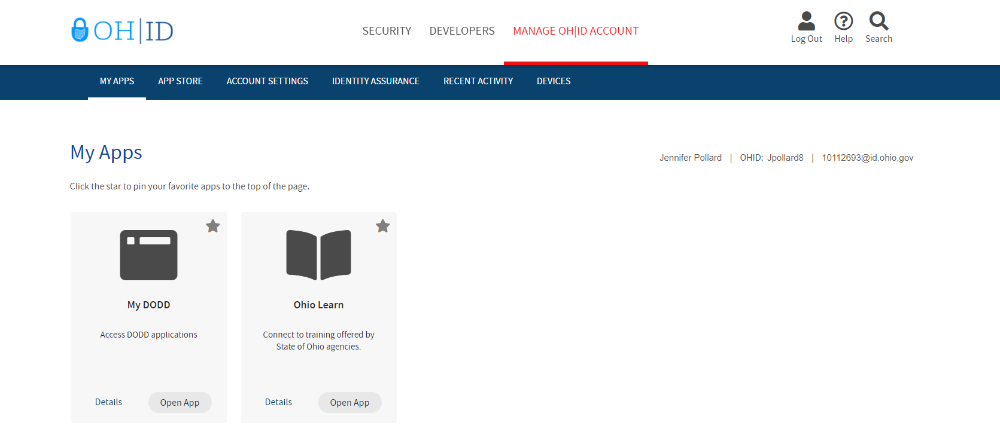 OH|ID
SECURITY DEVELOPERS MANAGE OH|ID ACCOUNT
Log Out Help Search
MY APPS APP STORE ACCOUNT SETTINGS IDENTITY ASSURANCE RECENT ACTIVITY DEVICES
My Apps
Jennifer Pollard | OHID: Jpollard8 | 10112693@id.ohio.gov
Click the star to pin your favorite apps to the top of the page.
My DODD
Access DODD applications
Details Open App
Ohio Learn
Connect to training offered by
State of Ohio agencies.
Details Open App